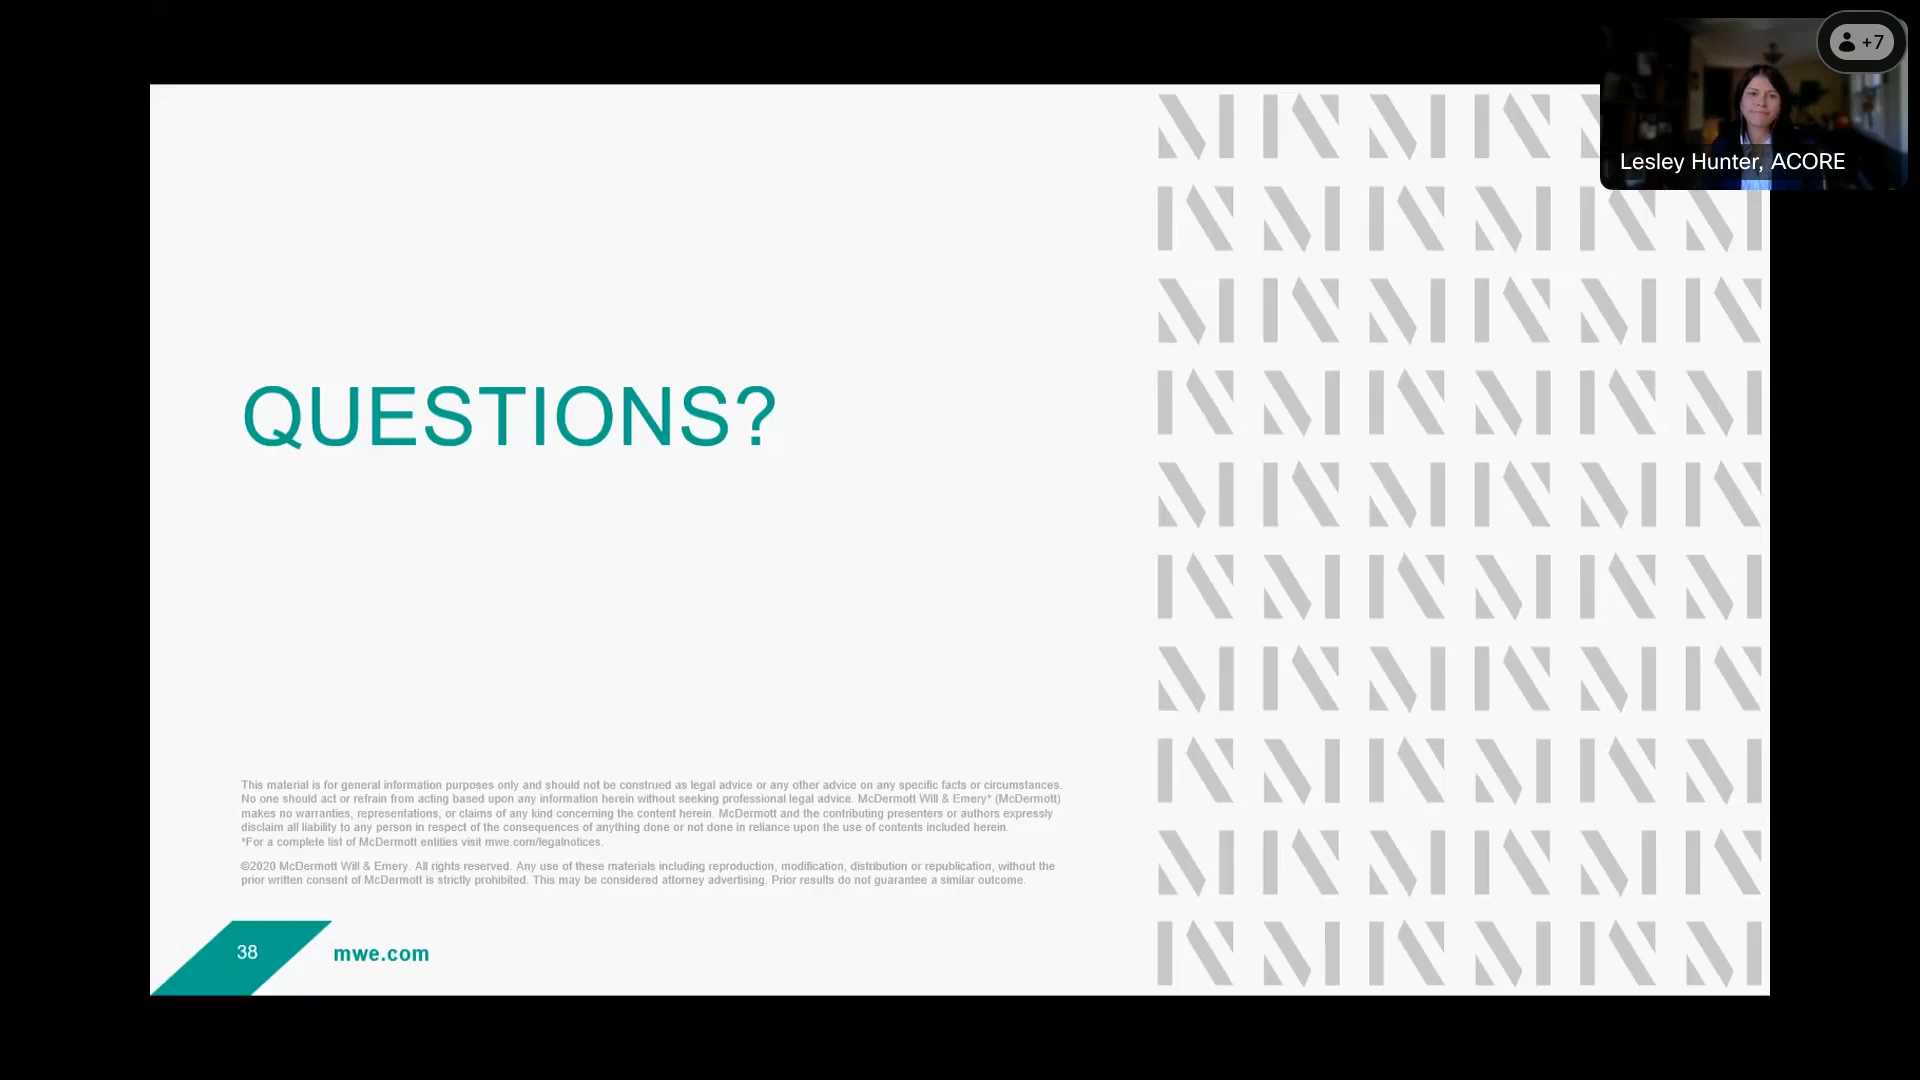 +7
Lesley Hunter, ACORE
QUESTIONS?
This material is for general information purposes only and should not be construed as legal advice or any other advice on any specific facts or circumstances.
No one should act or refrain from acting based upon any information herein without seeking professional legal advice. McDermott Will & Emery* (McDermott)
makes no warranties, representations, or claims of any kind concerning the content herein. McDermott and the contributing presenters or authors expressly
disclaim all liability to any person in respect of the consequences of anything done or not done in reliance upon the use of contents included herein.
*For a complete list of McDermott entities visit mwe.com/legalnotices.
©2020 McDermott Will & Emery. All rights reserved. Any use of these materials including reproduction, modification, distribution or republication, without the
prior written consent of McDermott is strictly prohibited. This may be considered attorney advertising. Prior results do not guarantee a similar outcome.
38
mwe.com